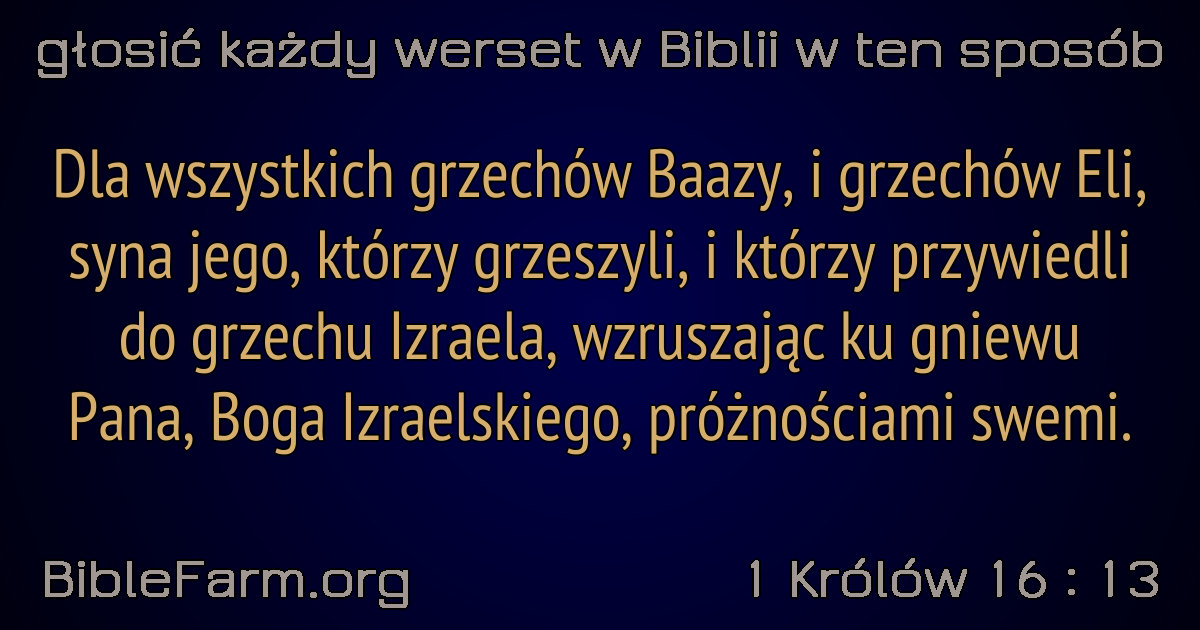 głosić każdy werset w Biblii w ten sposób
Dla wszystkich grzechów Baazy, i grzechów Eli,
syna jego, którzy grzeszyli, i którzy przywiedli
do grzechu Izraela, wzruszając ku gniewu
Pana, Boga Izraelskiego, próżnościami swemi.
BibleFarm.org
1 Królów 16 : 13